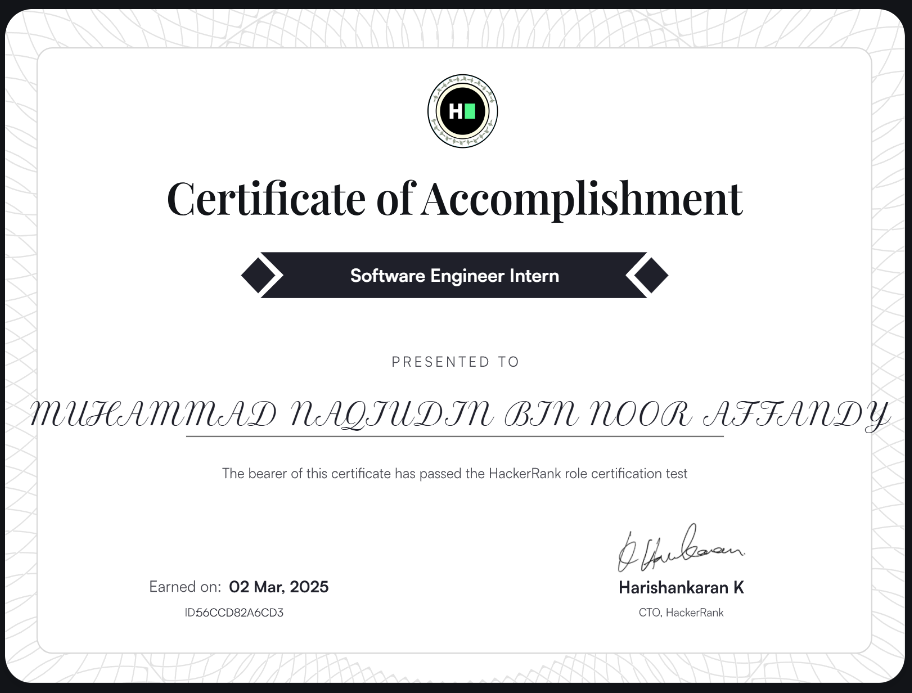 H
Certificate of Accomplishment
Software Engineer Intern
PRESENTED TO
MUHAMMAD NAQIUDIN BIN NOOR AFFANDY
The bearer of this certificate has passed the HackerRank role certification test
Earned on: 02 Mar, 2025
ID56CCD82A6CD3
Harishankaran K
CTO, HackerRank